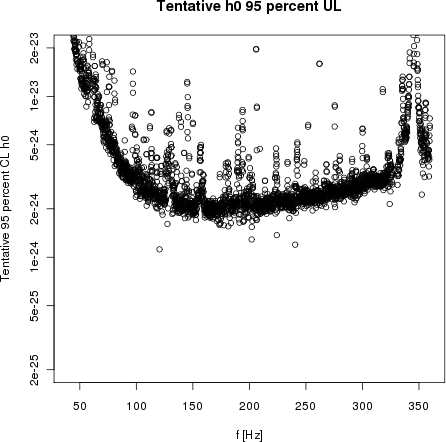 Tentative h0 95 percent UL
Tentative 95 percent CL h0
2e-23
1e-23
5e-24
2e-24
1e-24
5e-25
2e-25
50 100 150 200 250 300 350
f [Hz]